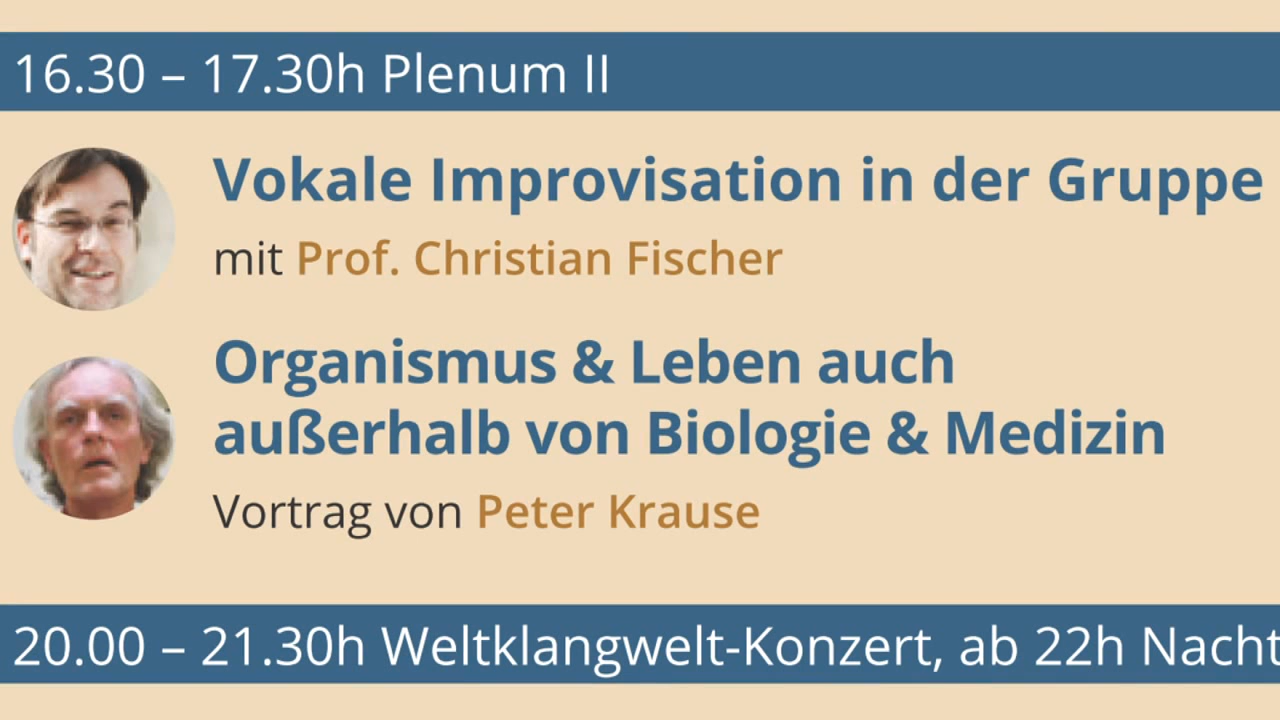 16.30 – 17.30h Plenum II
Vokale Improvisation in der Gruppe
mit Prof. Christian Fischer
Organismus & Leben auch
außerhalb von Biologie & Medizin
Vortrag von Peter Krause
20.00 – 21.30h Weltklangwelt-Konzert, ab 22h Nacht